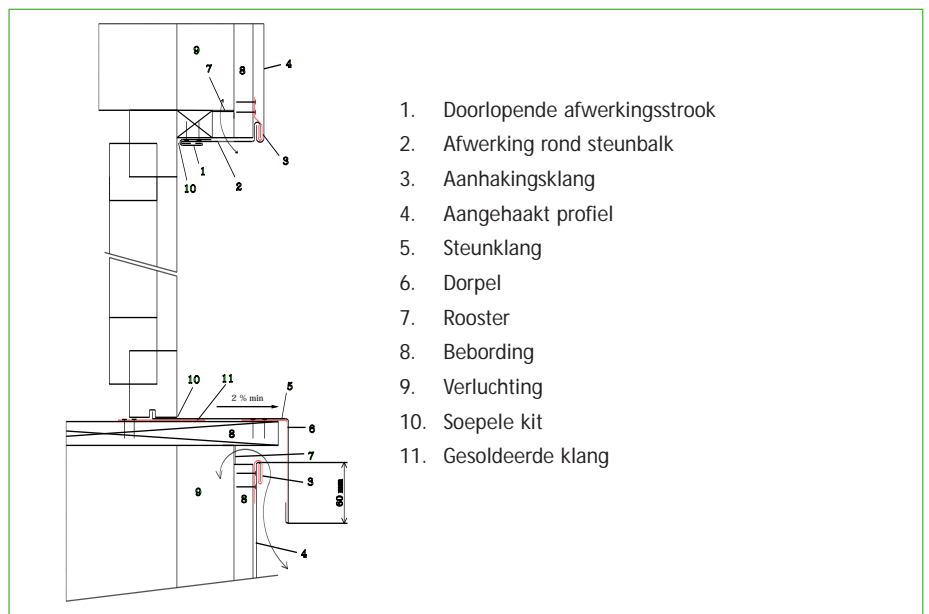 9
8
7
4
3
1
2
10
10
11
2 % min
5
6
8
7
9
3
8
60 mm
4
1. Doorlopende afwerkingsstrook
2. Afwerking rond steunbalk
3. Aanhakingsklang
4. Aangehaakt profiel
5. Steunklang
6. Dorpel
7. Rooster
8. Bebording
9. Verluchting
10. Soepele kit
11. Gesoldeerde klang